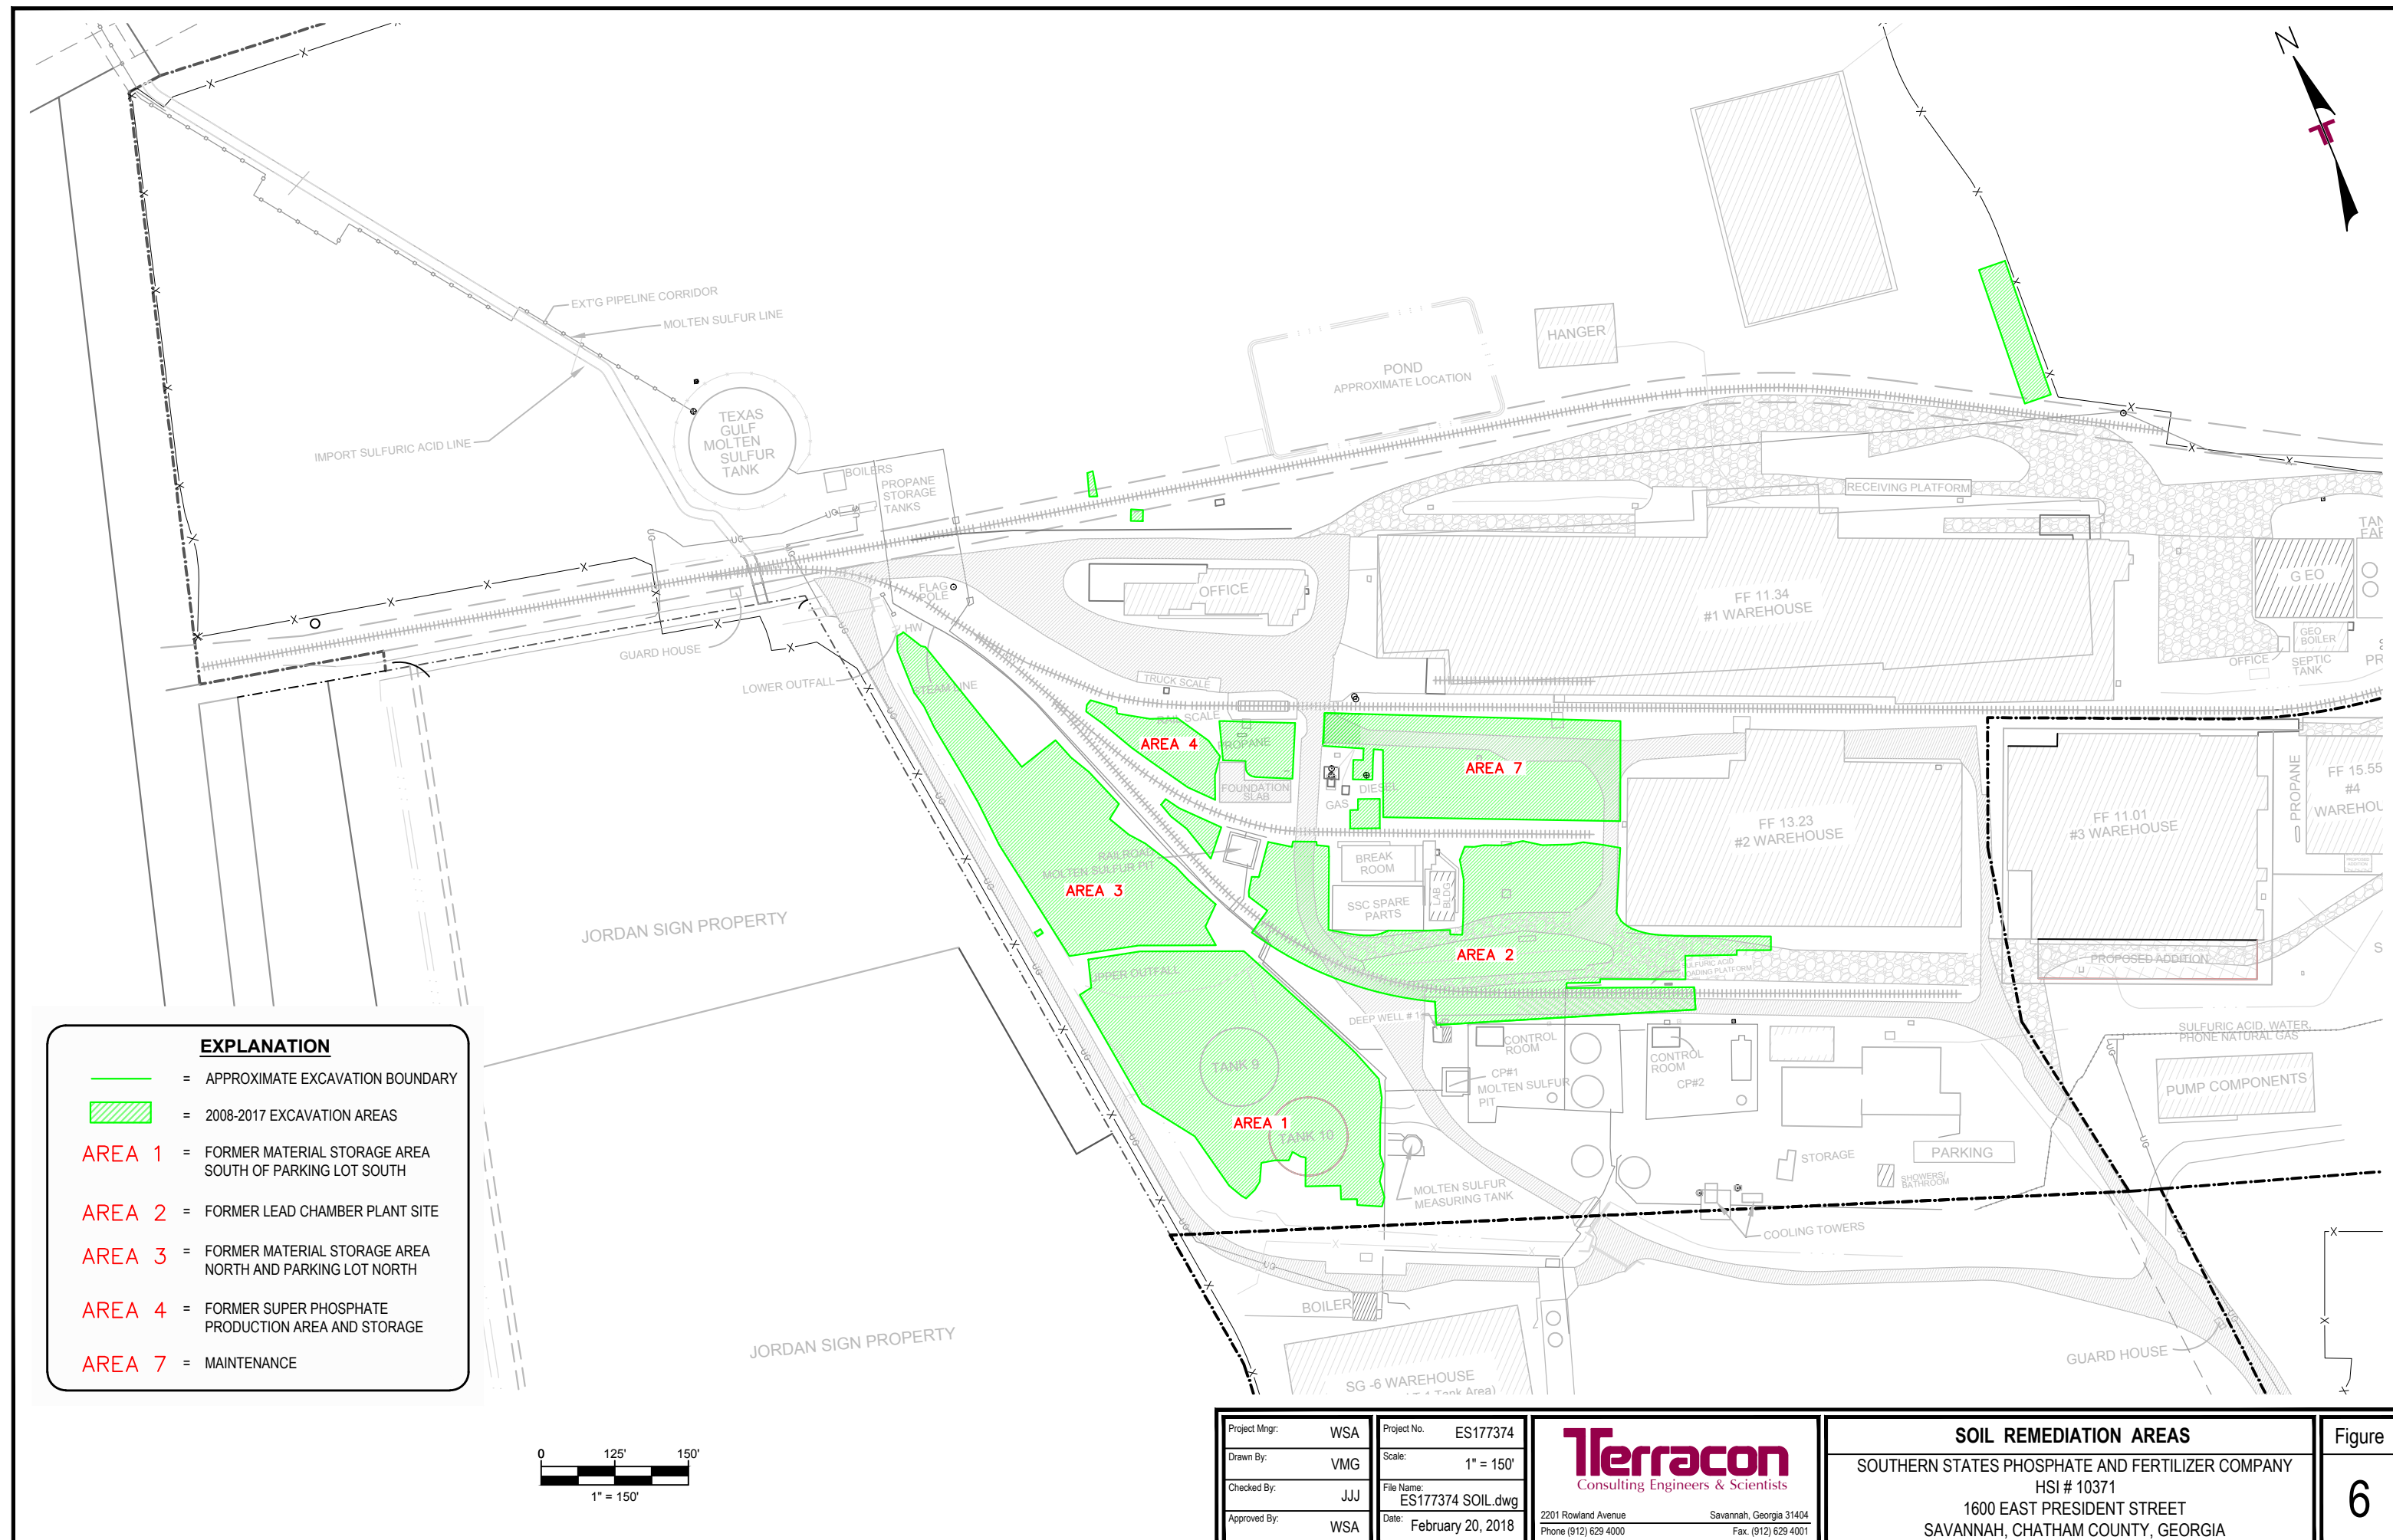 N
EXT'G PIPELINE CORRIDOR
MOLTEN SULFUR LINE
IMPORT SULFURIC ACID LINE
TEXAS
GULF
MOLTEN
SULFUR
TANK
BOILERS
PROPANE
STORAGE
TANKS
POND
APPROXIMATE LOCATION
HANGER
RECEIVING PLATFORM
FLAG
POLE
OFFICE
FF 11.34
#1 WAREHOUSE
G EO
GEO
BOILER
OFFICE
SEPTIC
TANK
GUARD HOUSE
HW
LOWER OUTFALL
STEAM LINE
TRUCK SCALE
RAIL SCALE
AREA 4
PROPANE
FOUNDATION
SLAB
GAS
DIESEL
AREA 7
FF 13.23
#2 WAREHOUSE
FF 11.01
#3 WAREHOUSE
PROPANE
FF 15.55
#4
WAREHOU
RAILROAD
MOLTEN SULFUR PIT
AREA 3
BREAK
ROOM
SSC SPARE
PARTS
LAB
BLDG
AREA 2
SULFURIC ACID
LOADING PLATFORM
PROPOSED ADDITION
JORDAN SIGN PROPERTY
UPPER OUTFALL
DEEP WELL # 1
TANK 9
AREA 1
TANK 10
CONTROL
ROOM
CP#1
MOLTEN SULFUR
PIT
CONTROL
ROOM
CP#2
SULFURIC ACID, WATER,
PHONE NATURAL GAS
PUMP COMPONENTS
STORAGE
PARKING
SHOWERS/
BATHROOM
MOLTEN SULFUR
MEASURING TANK
COOLING TOWERS
BOILER
JORDAN SIGN PROPERTY
SG -6 WAREHOUSE
GUARD HOUSE
EXPLANATION
= APPROXIMATE EXCAVATION BOUNDARY
= 2008-2017 EXCAVATION AREAS
AREA 1 = FORMER MATERIAL STORAGE AREA
SOUTH OF PARKING LOT SOUTH
AREA 2 = FORMER LEAD CHAMBER PLANT SITE
AREA 3 = FORMER MATERIAL STORAGE AREA
NORTH AND PARKING LOT NORTH
AREA 4 = FORMER SUPER PHOSPHATE
PRODUCTION AREA AND STORAGE
AREA 7 = MAINTENANCE
0 125' 150'
1" = 150'
Project Mngr: WSA
Drawn By: VMG
Checked By: JJJ
Approved By: WSA
Project No. ES177374
Scale: 1" = 150'
File Name: ES177374 SOIL.dwg
Date: February 20, 2018
Terracon
Consulting Engineers & Scientists
2201 Rowland Avenue Savannah, Georgia 31404
Phone (912) 629 4000 Fax. (912) 629 4001
SOIL REMEDIATION AREAS
SOUTHERN STATES PHOSPHATE AND FERTILIZER COMPANY
HSI # 10371
1600 EAST PRESIDENT STREET
SAVANNAH, CHATHAM COUNTY, GEORGIA
Figure
6